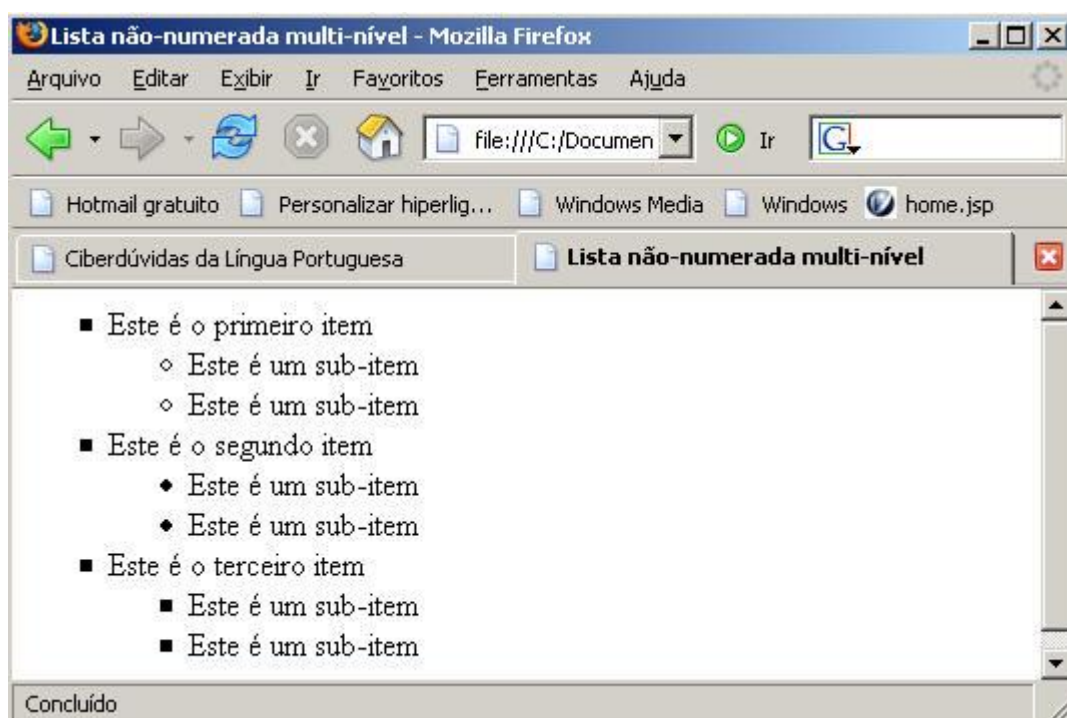 Lista não-numerada multi-nível - Mozilla Firefox
Arquivo Editar Exibir Ir Favoritos Ferramentas Ajuda
file:///C:/Documen Ir G
Hotmail gratuito Personalizar hiperlig... Windows Media Windows home.jsp
Ciberdúvidas da Língua Portuguesa Lista não-numerada multi-nível
Este é o primeiro item
Este é um sub-item
Este é um sub-item
Este é o segundo item
Este é um sub-item
Este é um sub-item
Este é o terceiro item
Este é um sub-item
Este é um sub-item
Concluído